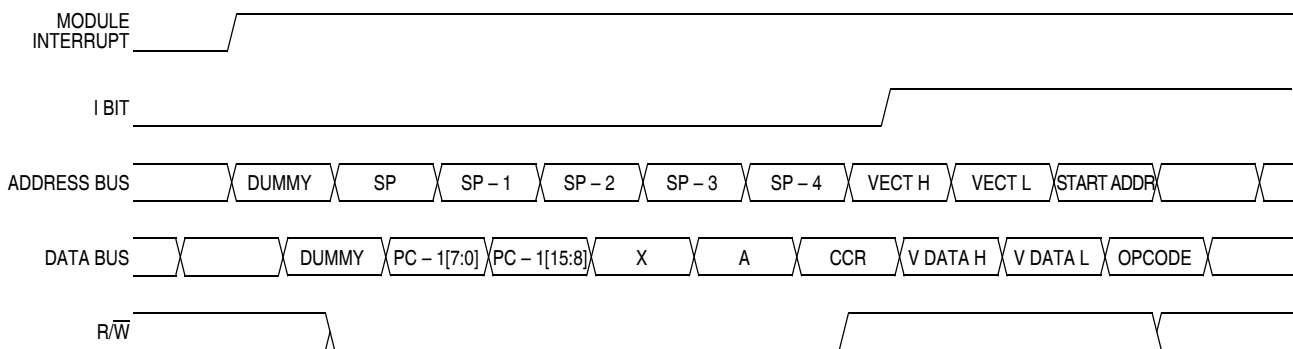 MODULE
INTERRUPT
I BIT
ADDRESS BUS DUMMY SP SP – 1 SP – 2 SP – 3 SP – 4 VECT H VECT L START ADDR
DATA BUS DUMMY PC – 1[7:0] PC – 1[15:8] X A CCR V DATA H V DATA L OPCODE
R/W̅